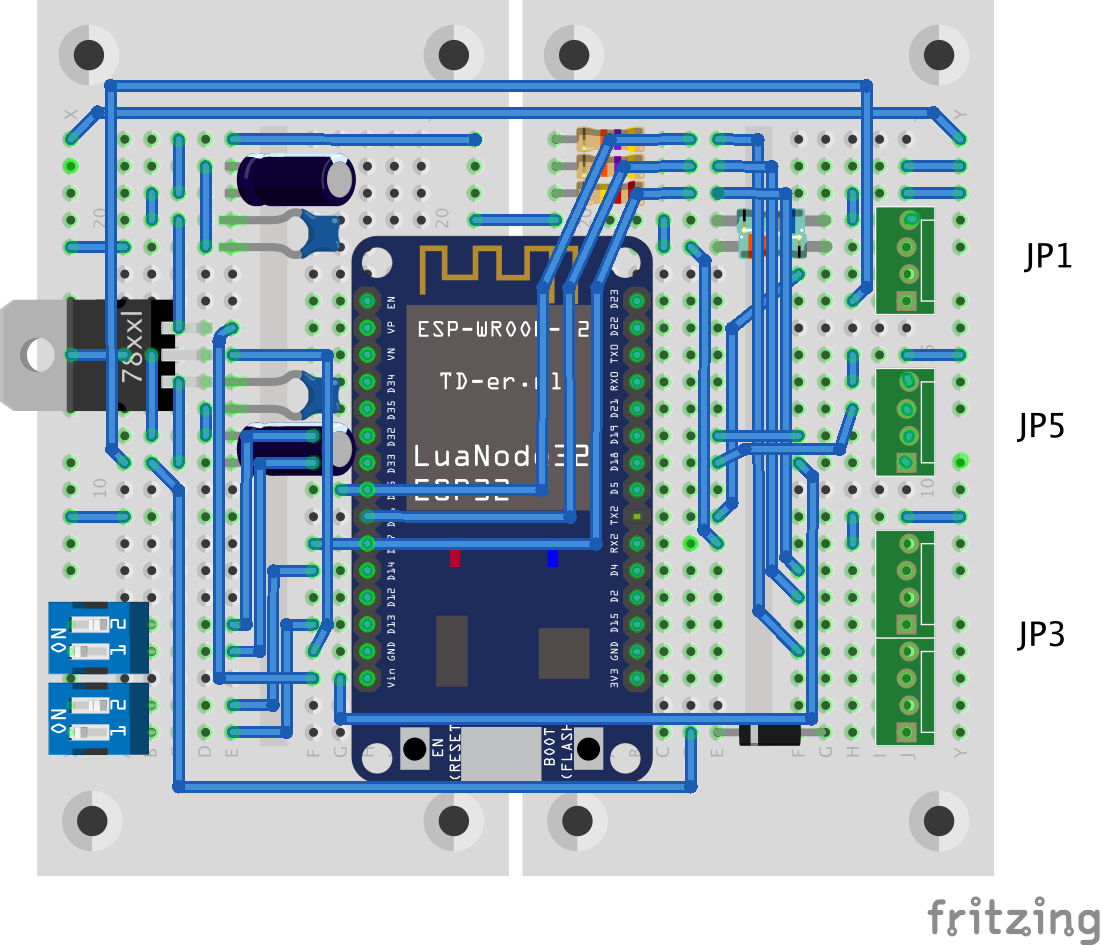 X
Y
20
20
JP1
EN
D23
VP
ESP-WROOM-32
D22
VN
TX0
78xxl
D34
TD-er.nl
RX0
D35
D21
JP5
D32
D19
D33
LuaNode32
D18
10
ESP32
D5
10
TX2
RX2
D14
D4
D12
D2
ON
1 2
D13
D15
JP3
GND
GND
Vin
3V3
ON
1 2
D
E
F
G
EN
(RESET
BOOT
(FLASH
C
E
F
G
H
I
J
Y
fritzing